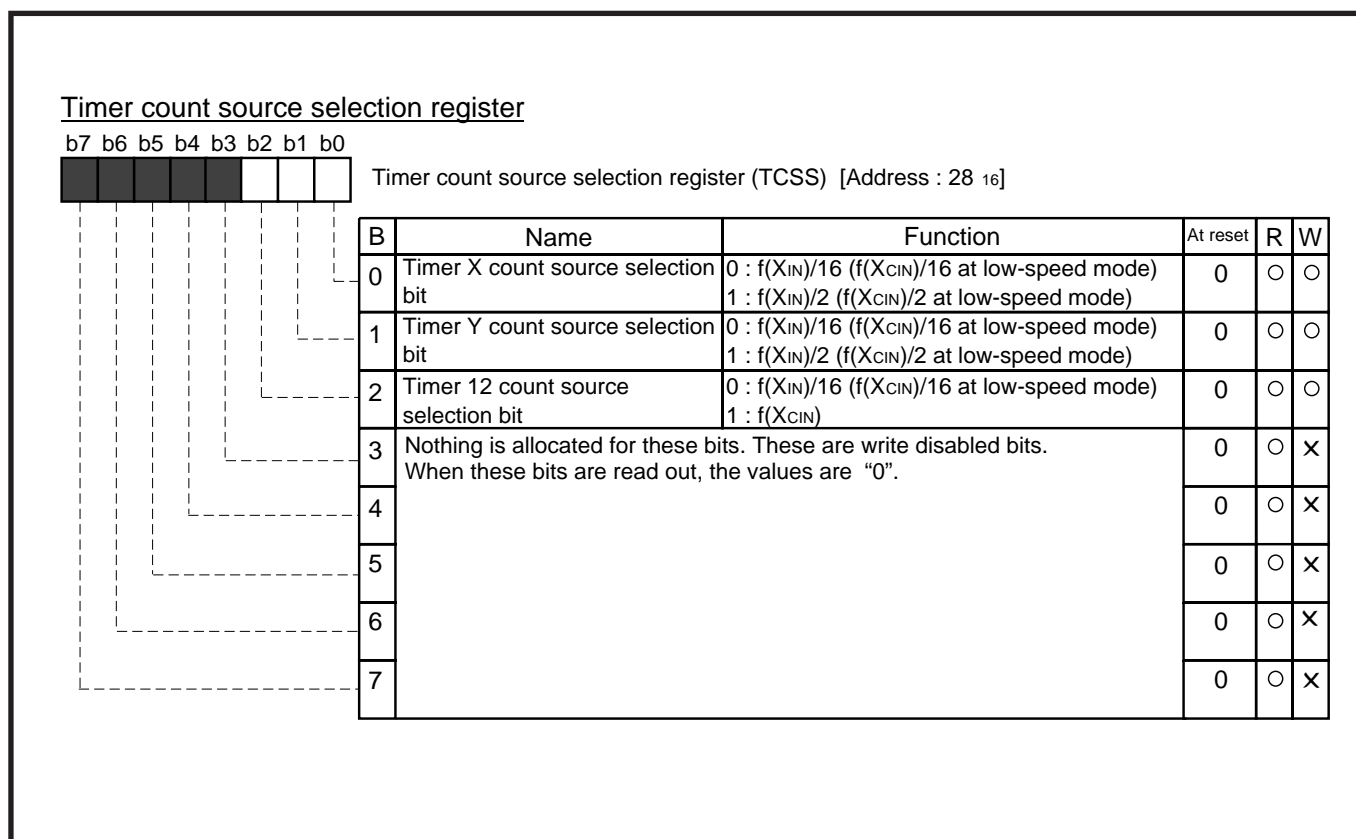 Timer count source selection register
b7 b6 b5 b4 b3 b2 b1 b0
Timer count source selection register (TCSS) [Address : 28 16]
B Name Function At reset R W
0 Timer X count source selection bit 0 : f(XIN)/16 (f(XCIN)/16 at low-speed mode) 0 ○ ○
1 : f(XIN)/2 (f(XCIN)/2 at low-speed mode)
1 Timer Y count source selection bit 0 : f(XIN)/16 (f(XCIN)/16 at low-speed mode) 0 ○ ○
1 : f(XIN)/2 (f(XCIN)/2 at low-speed mode)
2 Timer 12 count source selection bit 0 : f(XIN)/16 (f(XCIN)/16 at low-speed mode) 0 ○ ○
1 : f(XCIN)
3 Nothing is allocated for these bits. These are write disabled bits. 0 ○ ×
When these bits are read out, the values are “0”.
4 0 ○ ×
5 0 ○ ×
6 0 ○ ×
7 0 ○ ×